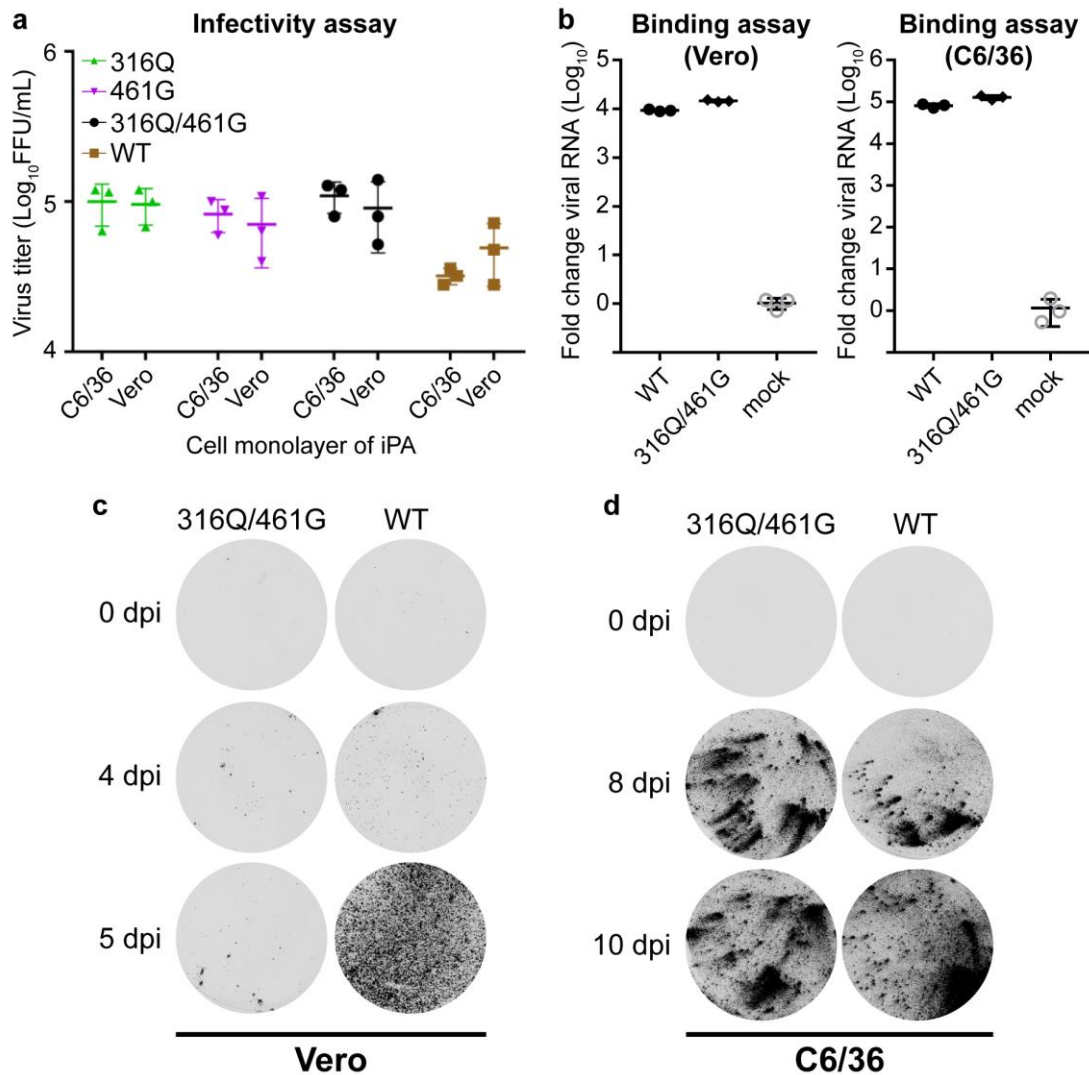 a
Infectivity assay
6
5
4
Virus titer (Log10FFU/mL)
316Q
461G
316Q/461G
WT
C6/36
Vero
C6/36
Vero
C6/36
Vero
C6/36
Vero
Cell monolayer of iPA
b
Binding assay
(Vero)
Fold change viral RNA (Log10)
5
4
3
2
1
0
WT
316Q/461G
mock
Binding assay
(C6/36)
Fold change viral RNA (Log10)
6
5
4
3
2
1
0
WT
316Q/461G
mock
c
316Q/461G WT
0 dpi
4 dpi
5 dpi
Vero
d
316Q/461G WT
0 dpi
8 dpi
10 dpi
C6/36